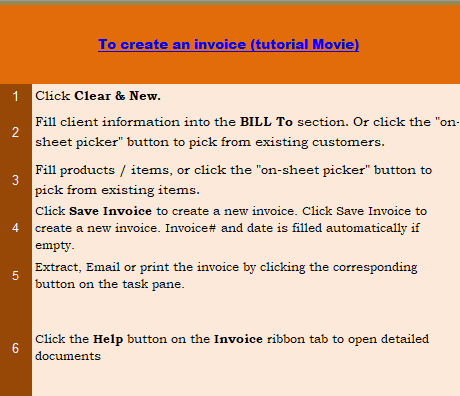 To create an invoice (tutorial Movie)
1 Click Clear & New.
2 Fill client information into the BILL To section. Or click the "on-
sheet picker" button to pick from existing customers.
3 Fill products / items, or click the "on-sheet picker" button to
pick from existing items.
4 Click Save Invoice to create a new invoice. Click Save Invoice to
create a new invoice. Invoice# and date is filled automatically if
empty.
5 Extract, Email or print the invoice by clicking the corresponding
button on the task pane.
6 Click the Help button on the Invoice ribbon tab to open detailed
documents